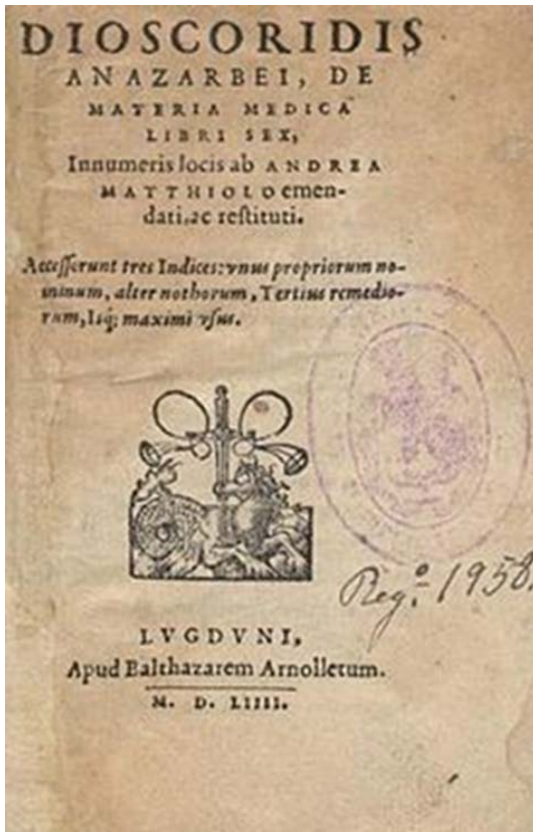 DIOSCORIDIS
ANAZARBEI, DE
MATERIA MEDICA
LIBRI SEX,
Innumeris locis ab ANDREA
MATTHIOLO emen-
dati, ac reſtituti.
Acceſſerunt tres Indices: vnus propriorum no-
minum, alter nothorum, Tertius remedio-
rum, Iſq; maximi vſus.
Reg.º 1958
LVGDVNI,
Apud Balthazarem Arnolletum.
M. D. LIIII.